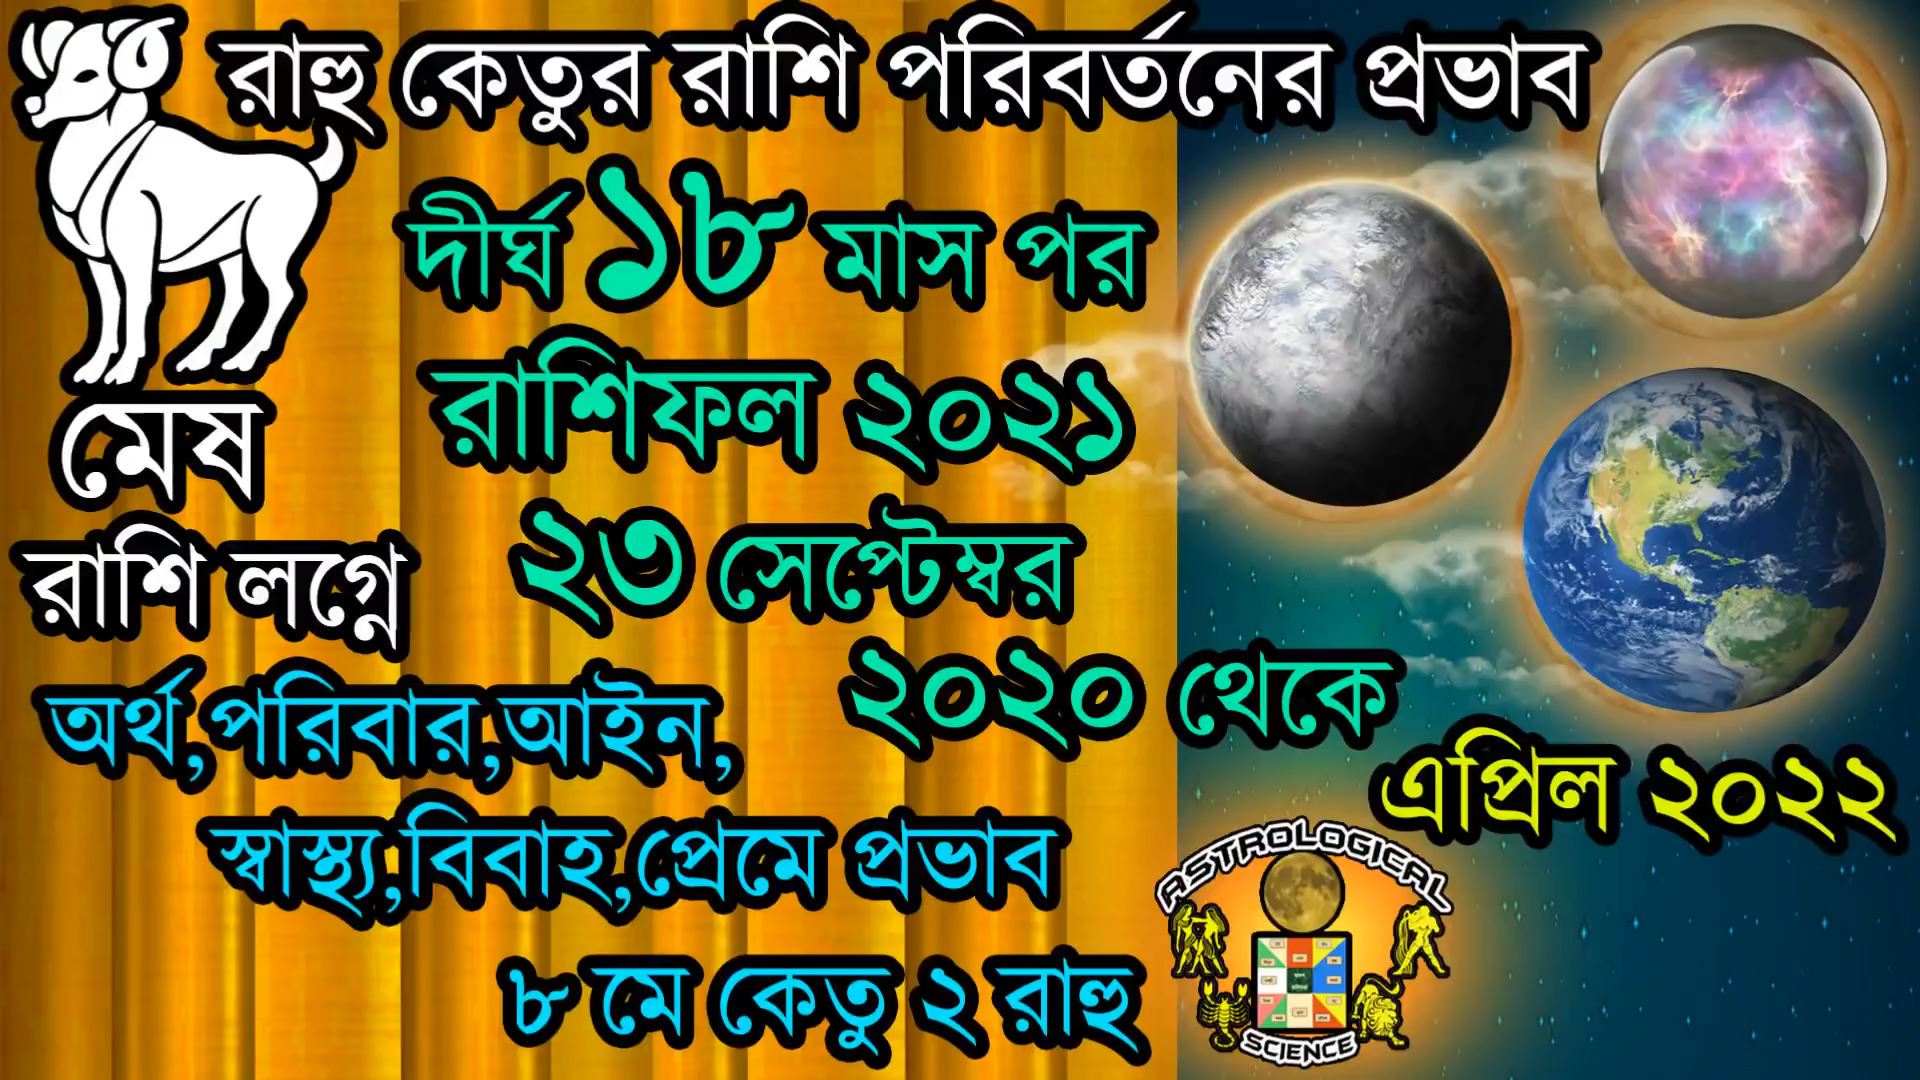 রাহু কেতুর রাশি পরিবর্তনের প্রভাব
দীর্ঘ ১৮ মাস পর
রাশিফল ২০২১
মেষ
রাশি লগ্নে
২৩ সেপ্টেম্বর
২০২০ থেকে
এপ্রিল ২০২২
অর্থ,পরিবার,আইন,
স্বাস্থ্য,বিবাহ,প্রেমে প্রভাব
৮ মে কেতু ২ রাহু
ASTROLOGICAL
SCIENCE